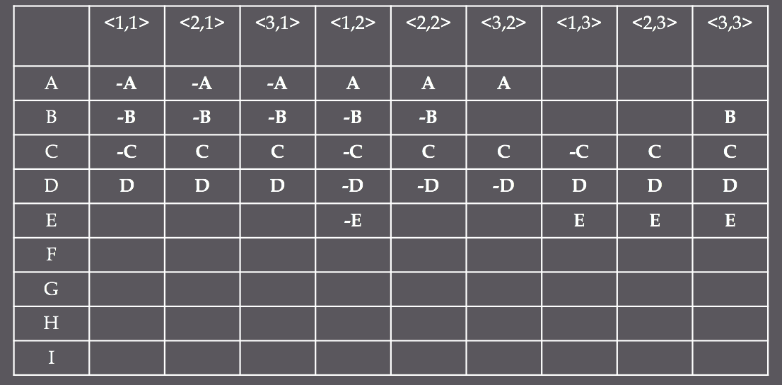 <1,1> <2,1> <3,1> <1,2> <2,2> <3,2> <1,3> <2,3> <3,3>
A -A -A -A A A A
B -B -B -B -B -B B
C -C C C -C C C -C C C
D D D D -D -D -D D D D
E -E E E E
F
G
H
I